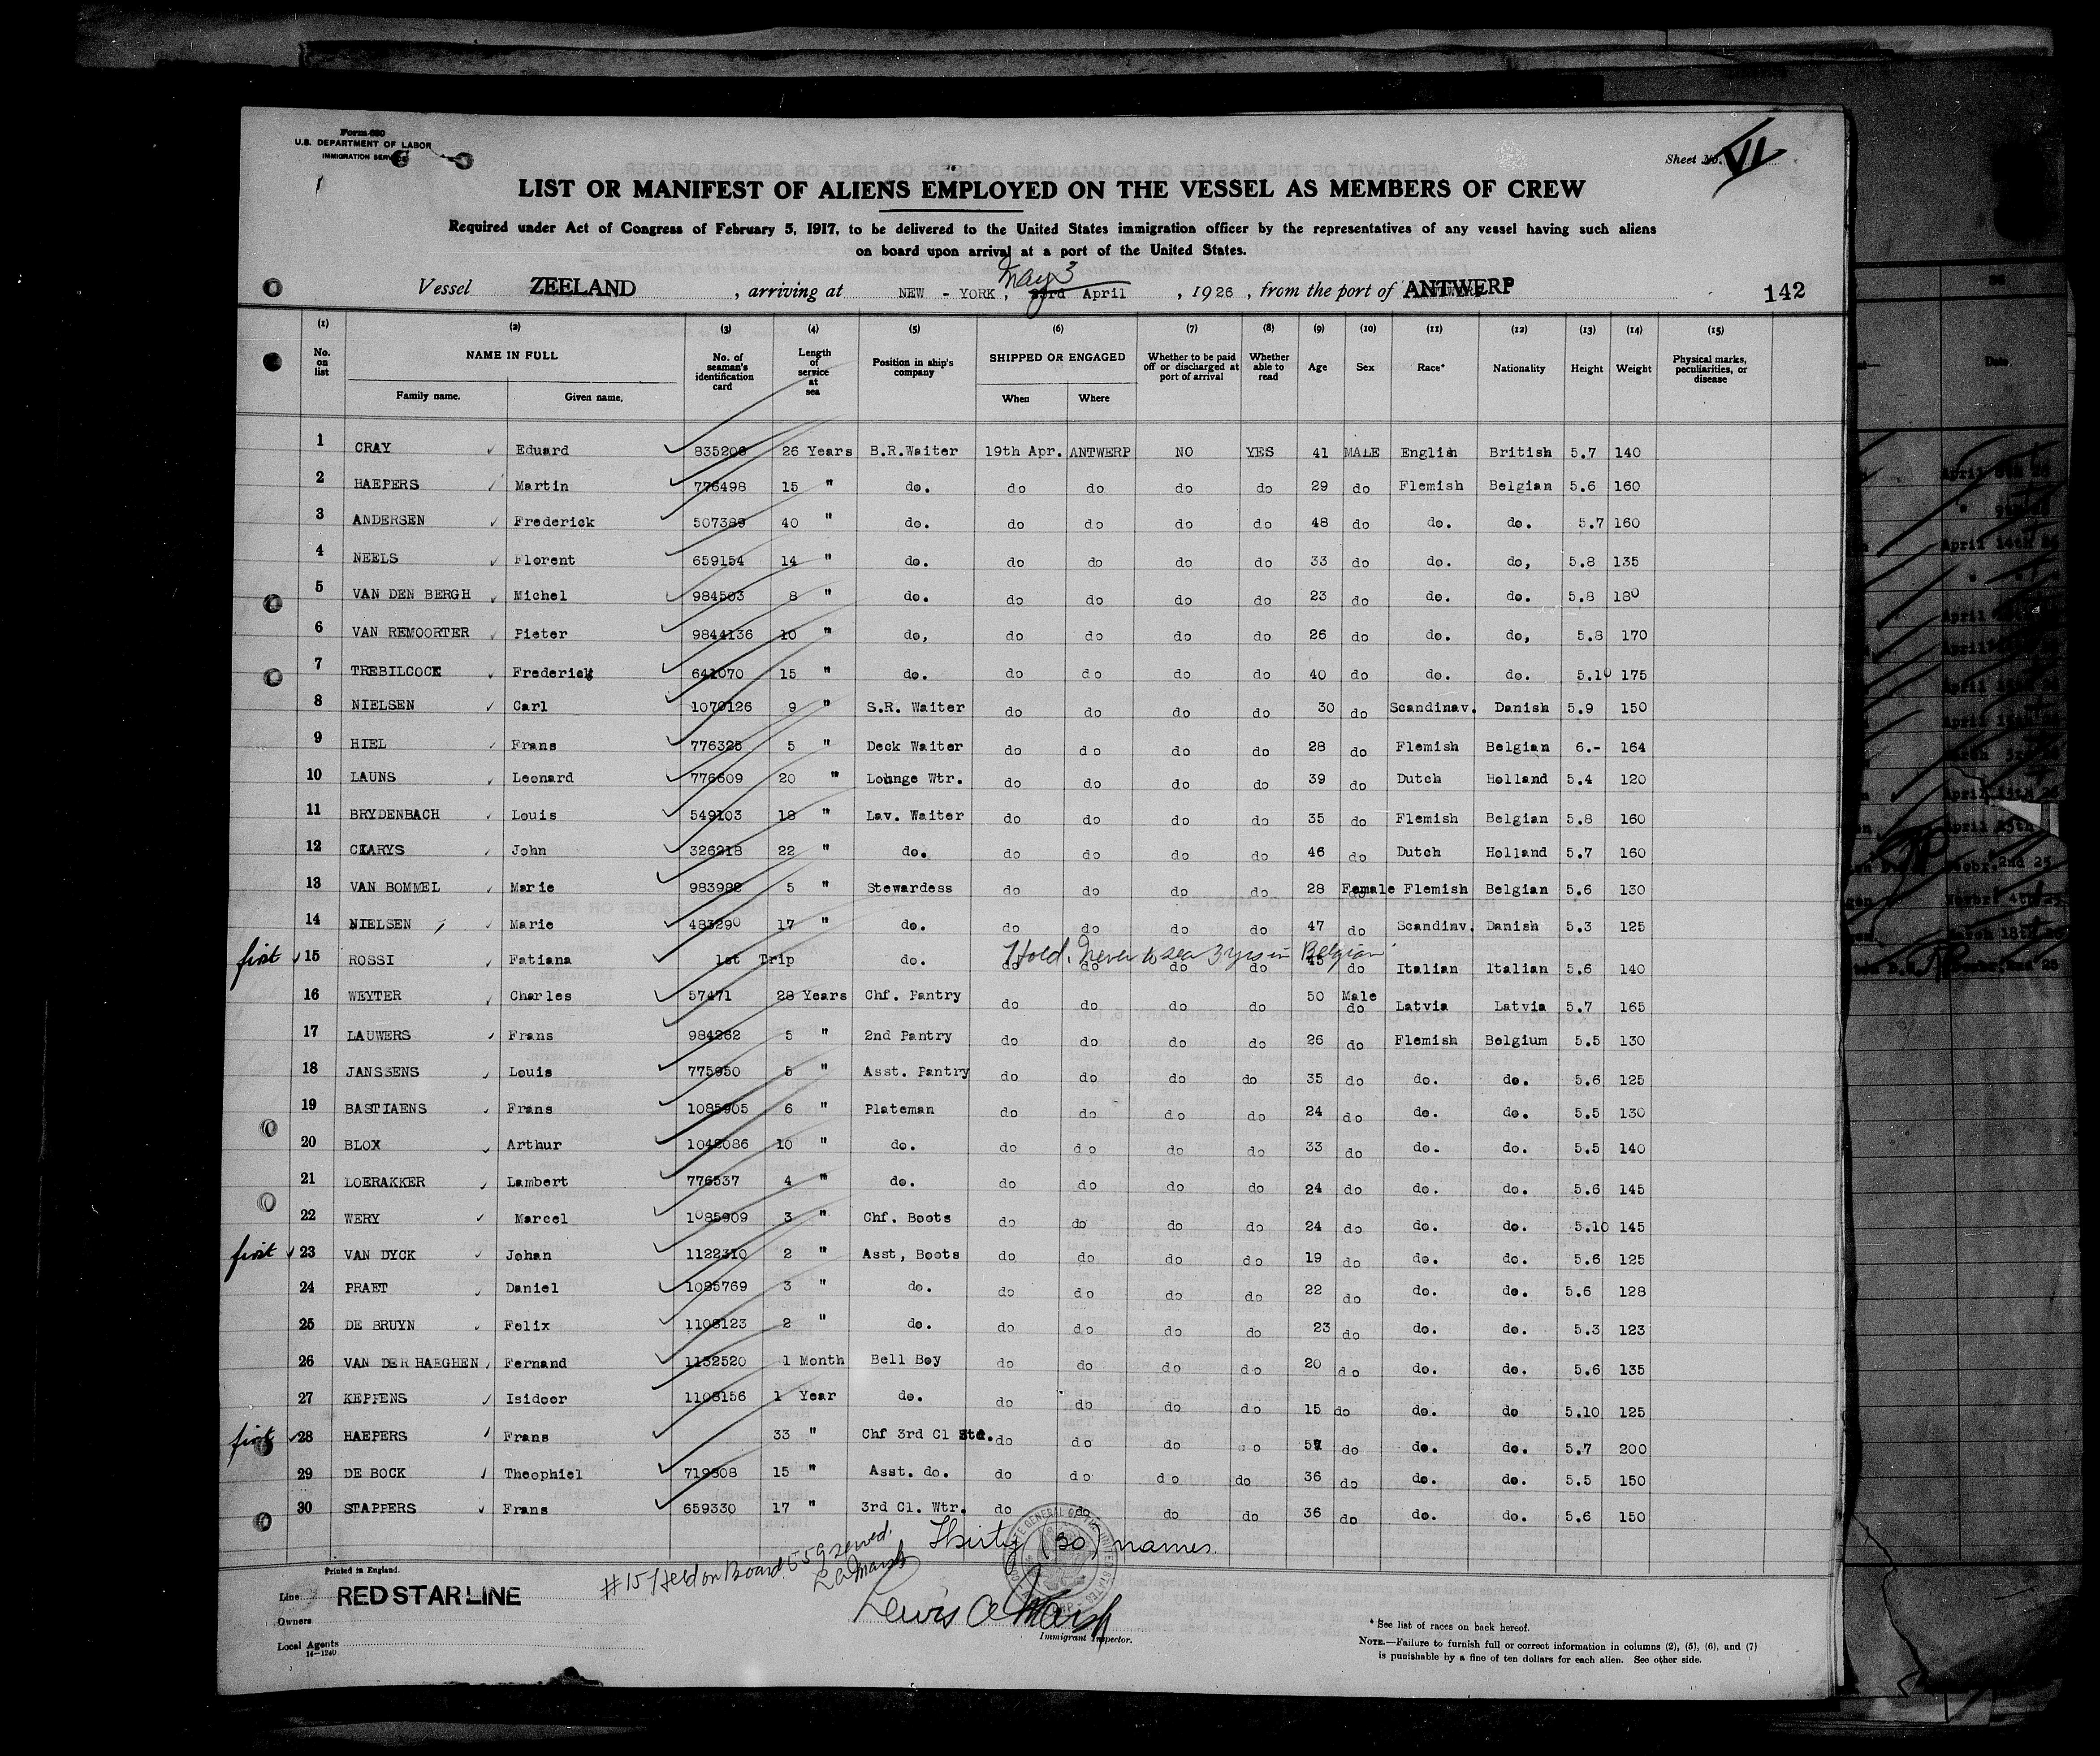 Form 680
U.S. DEPARTMENT OF LABOR
IMMIGRATION SERVICE
Sheet No. VI
LIST OR MANIFEST OF ALIENS EMPLOYED ON THE VESSEL AS MEMBERS OF CREW
Required under Act of Congress of February 5, 1917, to be delivered to the United States immigration officer by the representatives of any vessel having such aliens
on board upon arrival at a port of the United States.
May 3
Vessel ZEELAND , arriving at NEW - YORK, 23rd April , 1926 , from the port of ANTWERP 142
(1) (2) (3) (4) (5) (6) (7) (8) (9) (10) (11) (12) (13) (14) (15)
No. on list NAME IN FULL Family name. Given name. No. of seaman's identification card Length of service at sea Position in ship's company SHIPPED OR ENGAGED When Where Whether to be paid off or discharged at port of arrival Whether able to read Age Sex Race* Nationality Height Weight Physical marks, peculiarities, or disease
1 CRAY Eduard 835206 26 Years B.R.Waiter 19th Apr. ANTWERP NO YES 41 MALE English British 5.7 140
2 HAEPERS Martin 776498 15 " do. do do do do 29 do Flemish Belgian 5.6 160
3 ANDERSEN Frederick 507389 40 " do. do do do do 48 do do. do. 5.7 160
4 NEELS Florent 659154 14 " do. do do do do 33 do do. do, 5.8 135
5 VAN DEN BERGH Michel 984503 8 " do. do do do do 23 do do. do. 5.8 180
6 VAN REMOORTER Pieter 9844136 10 " do, do do do do 26 do do. do, 5.8 170
7 TREBILCOCK Frederick 641070 15 " do. do do do do 40 do do. do. 5.10 175
8 NIELSEN Carl 1070126 9 " S.R. Waiter do do do do 30 do Scandinav. Danish 5.9 150
9 HIEL Frans 776325 5 " Deck Waiter do do do do 28 do Flemish Belgian 6.- 164
10 LAUNS Leonard 776609 20 " Lounge Wtr. do do do do 39 do Dutch Holland 5.4 120
11 BRYDENBACH Louis 549103 18 " Lav. Waiter do do do do 35 do Flemish Belgian 5.8 160
12 CLARYS John 326218 22 " do. do do do do 46 do Dutch Holland 5.7 160
13 VAN BOMMEL Marie 983988 5 " Stewardess do do do do 28 Female Flemish Belgian 5.6 130
14 NIELSEN Marie 483290 17 " do. do do do do 47 do Scandinv. Danish 5.3 125
first 15 ROSSI Fatiana 1st Trip do. do do do do 45 do Italian Italian 5.6 140
Hold. Never to sea 3 yrs in Belgian
16 WEYTER Charles 57471 28 Years Chf. Pantry do do do do 50 Male do Latvia Latvia 5.7 165
17 LAUWERS Frans 984262 5 " 2nd Pantry do do do do 26 do Flemish Belgium 5.5 130
18 JANSSENS Louis 775950 5 " Asst. Pantry do do do do 35 do do. do. 5.6 125
19 BASTIAENS Frans 1085905 6 " Plateman do do do do 24 do do. do. 5.5 130
20 BLOX Arthur 1042086 10 " do. do do do do 33 do do. do. 5.5 140
21 LOERAKKER Lambert 776537 4 " do. do do do do 24 do do. do. 5.6 145
22 WERY Marcel 1085909 3 " Chf. Boots do do do do 24 do do. do. 5.10 145
first 23 VAN DYCK Johan 1122310 2 " Asst, Boots do do do do 19 do do. do. 5.6 125
24 PRAET Daniel 1085769 3 " do. do do do do 22 do do. do. 5.6 128
25 DE BRUYN Felix 1108123 2 " do. do do do do 23 do do. do. 5.3 123
26 VAN DER HAEGHEN Fernand 1132520 1 Month Bell Boy do do do do 20 do do. do. 5.6 135
27 KEPPENS Isidoor 1108156 1 Year do. do do do do 15 do do. do 5.10 125
first 28 HAEPERS Frans 33 " Chf 3rd Cl Std. do do do do 57 do do. do. 5.7 200
29 DE BOCK Theophiel 719808 15 " Asst. do. do do do do 36 do do. do. 5.5 150
30 STAPPERS Frans 659330 17 " 3rd Cl. Wtr. do do do do 36 do do. do. 5.6 150
Thirty (30) names.
#15 Held on Board 559 served.
L A Marsh
Printed in England.
Line RED STAR LINE
Lewis A Marsh
Immigrant Inspector.
Owners
Local Agents
14-1240
* See list of races on back hereof.
NOTE.—Failure to furnish full or correct information in columns (2), (5), (6), and (7)
is punishable by a fine of ten dollars for each alien. See other side.
Date